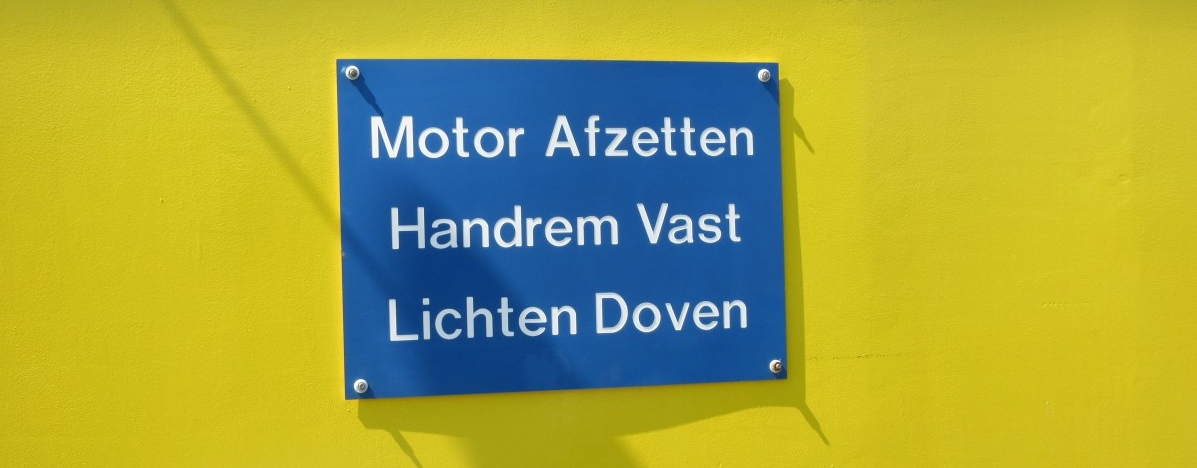 Motor Afzetten
Handrem Vast
Lichten Doven